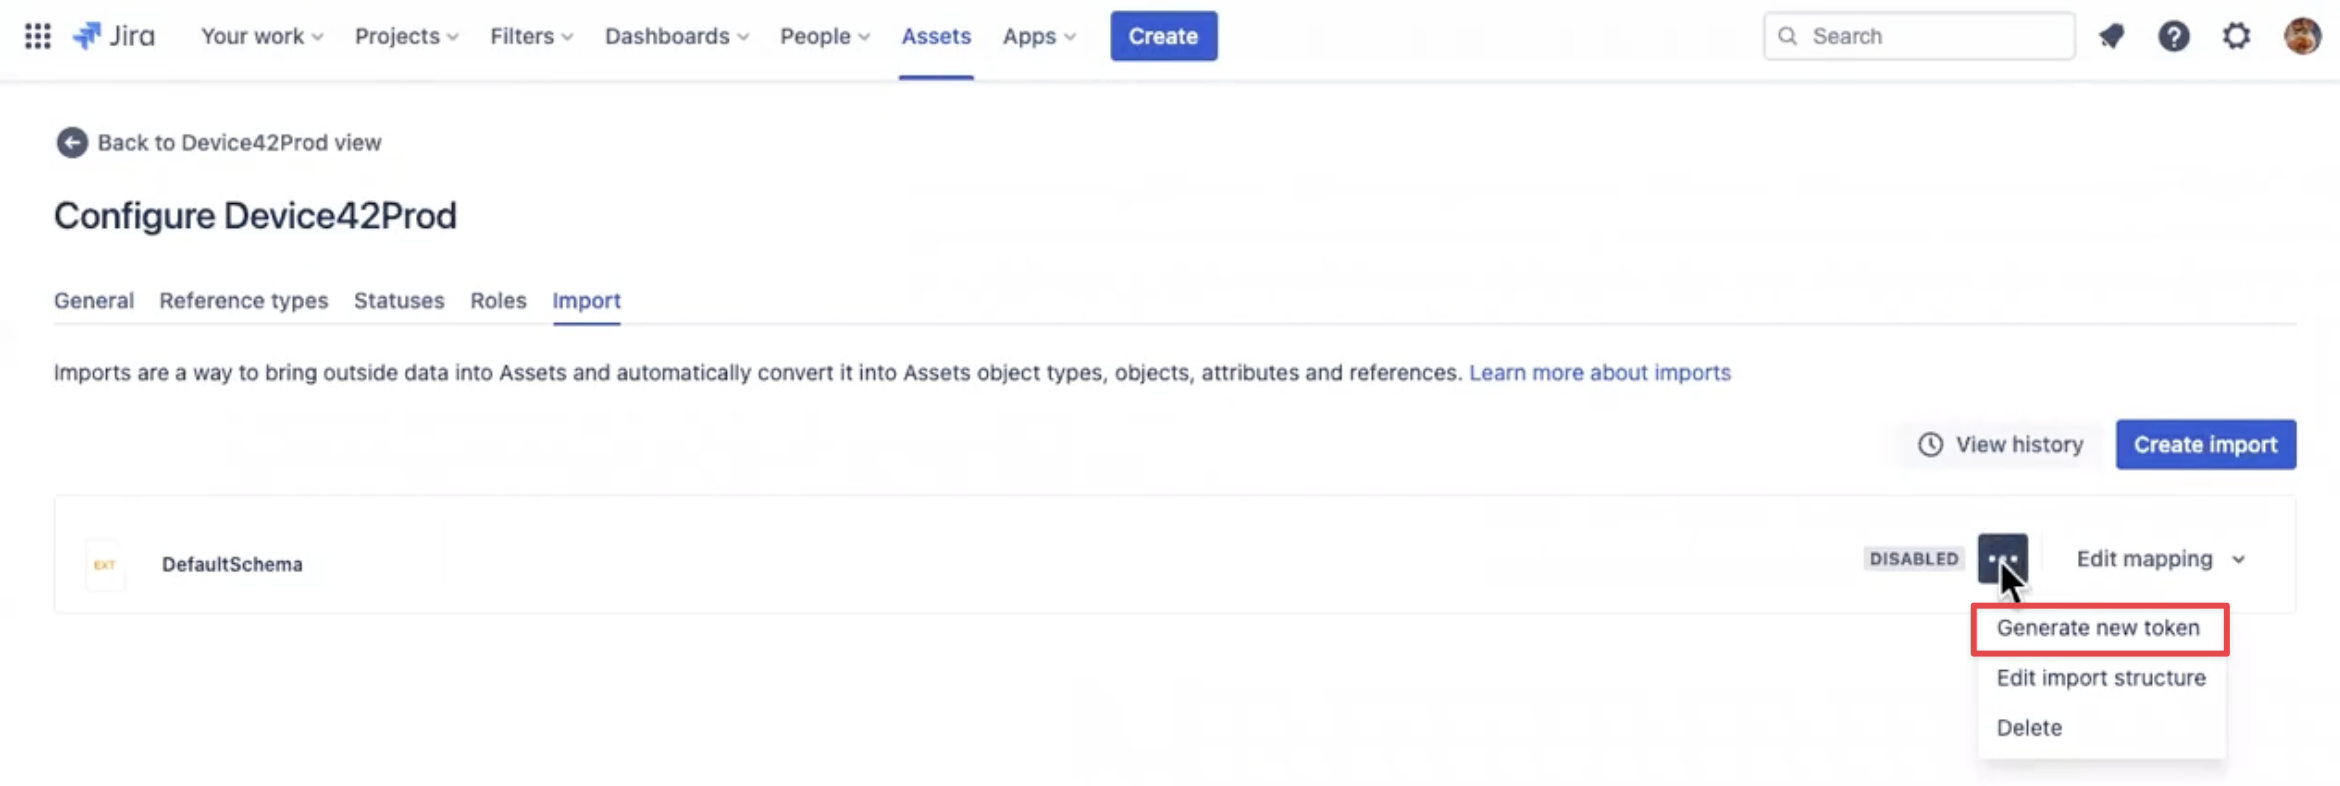 Jira Your work Projects Filters Dashboards People Assets Apps Create Search
Back to Device42Prod view
Configure Device42Prod
General Reference types Statuses Roles Import
Imports are a way to bring outside data into Assets and automatically convert it into Assets object types, objects, attributes and references. Learn more about imports
View history Create import
EXT DefaultSchema DISABLED Edit mapping
Generate new token
Edit import structure
Delete